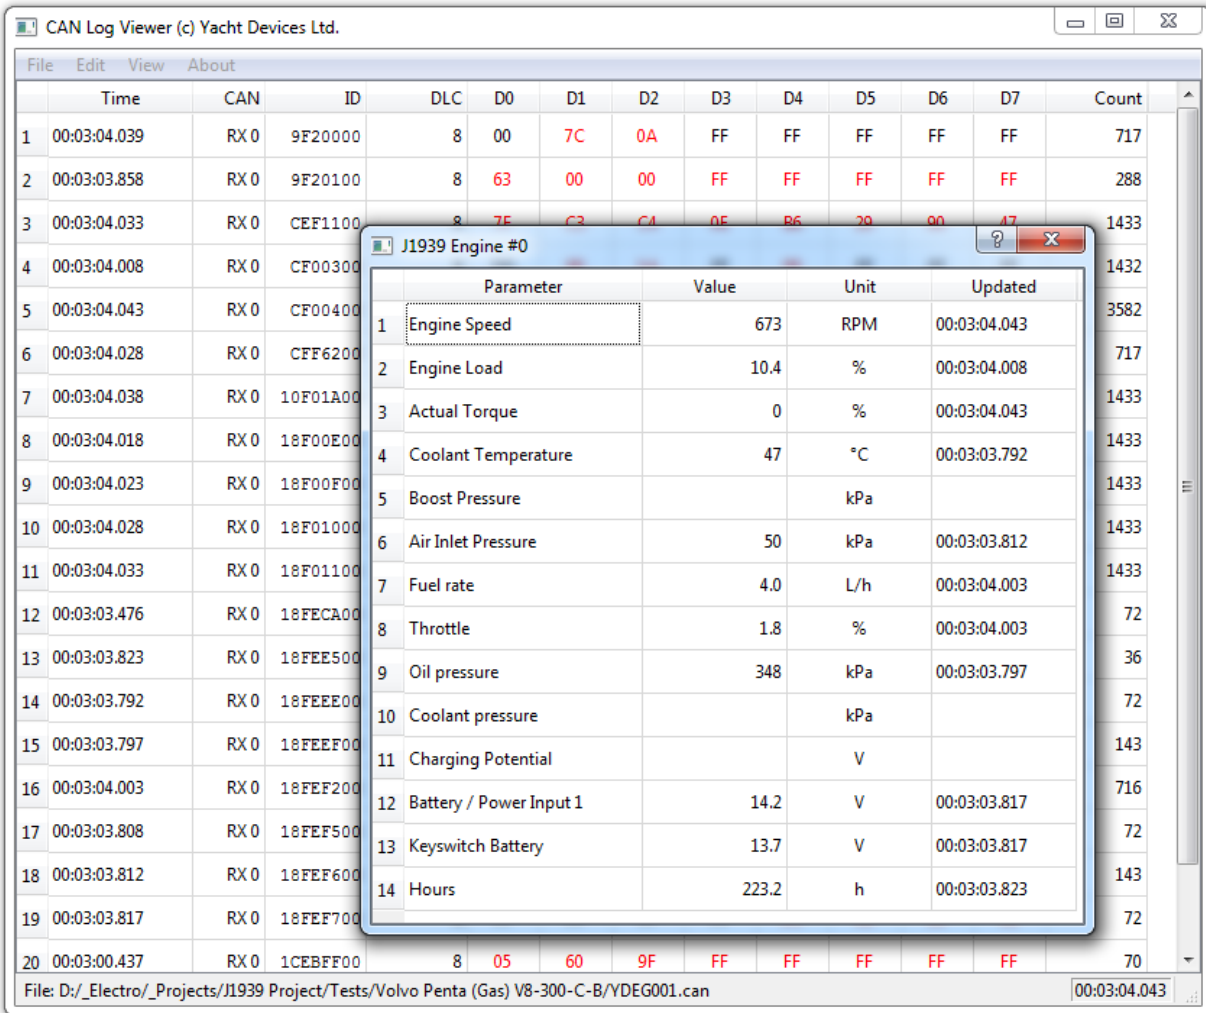 CAN Log Viewer (c) Yacht Devices Ltd.
File Edit View About
Time CAN ID DLC D0 D1 D2 D3 D4 D5 D6 D7 Count
1 00:03:04.039 RX 0 9F20000 8 00 7C 0A FF FF FF FF FF 717
2 00:03:03.858 RX 0 9F20100 8 63 00 00 FF FF FF FF FF 288
3 00:03:04.033 RX 0 CEF1100 8 7F C3 C4 0F B6 29 90 47 1433
4 00:03:04.008 RX 0 CF00300 1432
5 00:03:04.043 RX 0 CF00400 3582
6 00:03:04.028 RX 0 CFF6200 717
7 00:03:04.038 RX 0 10F01A00 1433
8 00:03:04.018 RX 0 18F00E00 1433
9 00:03:04.023 RX 0 18F00F00 1433
10 00:03:04.028 RX 0 18F01000 1433
11 00:03:04.033 RX 0 18F01100 1433
12 00:03:03.476 RX 0 18FECA00 72
13 00:03:03.823 RX 0 18FEE500 36
14 00:03:03.792 RX 0 18FEEE00 72
15 00:03:03.797 RX 0 18FEEF00 143
16 00:03:04.003 RX 0 18FEF200 716
17 00:03:03.808 RX 0 18FEF500 72
18 00:03:03.812 RX 0 18FEF600 143
19 00:03:03.817 RX 0 18FEF700 72
20 00:03:00.437 RX 0 1CEBFF00 8 05 60 9F FF FF FF FF FF 70
J1939 Engine #0
?
Parameter Value Unit Updated
1 Engine Speed 673 RPM 00:03:04.043
2 Engine Load 10.4 % 00:03:04.008
3 Actual Torque 0 % 00:03:04.043
4 Coolant Temperature 47 °C 00:03:03.792
5 Boost Pressure kPa
6 Air Inlet Pressure 50 kPa 00:03:03.812
7 Fuel rate 4.0 L/h 00:03:04.003
8 Throttle 1.8 % 00:03:04.003
9 Oil pressure 348 kPa 00:03:03.797
10 Coolant pressure kPa
11 Charging Potential V
12 Battery / Power Input 1 14.2 V 00:03:03.817
13 Keyswitch Battery 13.7 V 00:03:03.817
14 Hours 223.2 h 00:03:03.823
File: D:/_Electro/_Projects/J1939 Project/Tests/Volvo Penta (Gas) V8-300-C-B/YDEG001.can 00:03:04.043